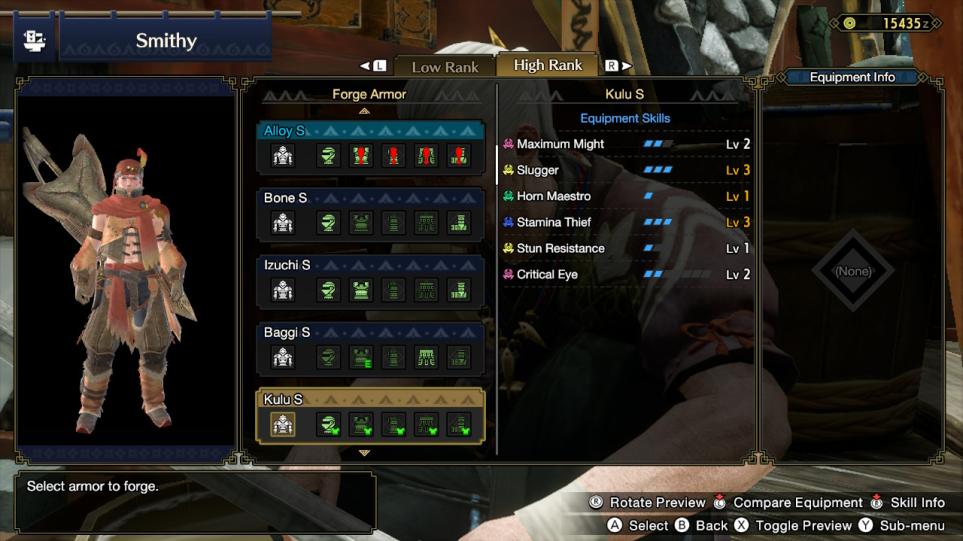 Smithy
15435z
L
Low Rank
High Rank
R
Equipment Info
Forge Armor
Kulu S
Alloy S
Equipment Skills
Maximum Might Lv 2
Slugger Lv 3
Bone S
Horn Maestro Lv 1
Stamina Thief Lv 3
Stun Resistance Lv 1
Izuchi S
Critical Eye Lv 2
(None)
Baggi S
E
Kulu S
Select armor to forge.
R Rotate Preview L Compare Equipment R Skill Info
A Select B Back X Toggle Preview Y Sub-menu